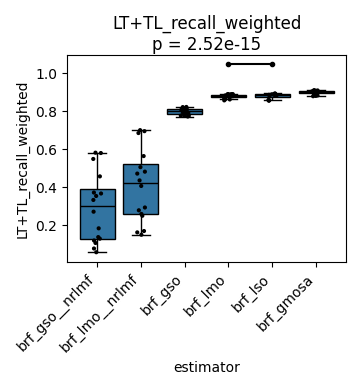 LT+TL_recall_weighted
p = 2.52e-15
LT+TL_recall_weighted
1.0
0.8
0.6
0.4
0.2
brf_gso__nrlmf
brf_lmo__nrlmf
brf_gso
brf_lmo
brf_lso
brf_gmosa
estimator